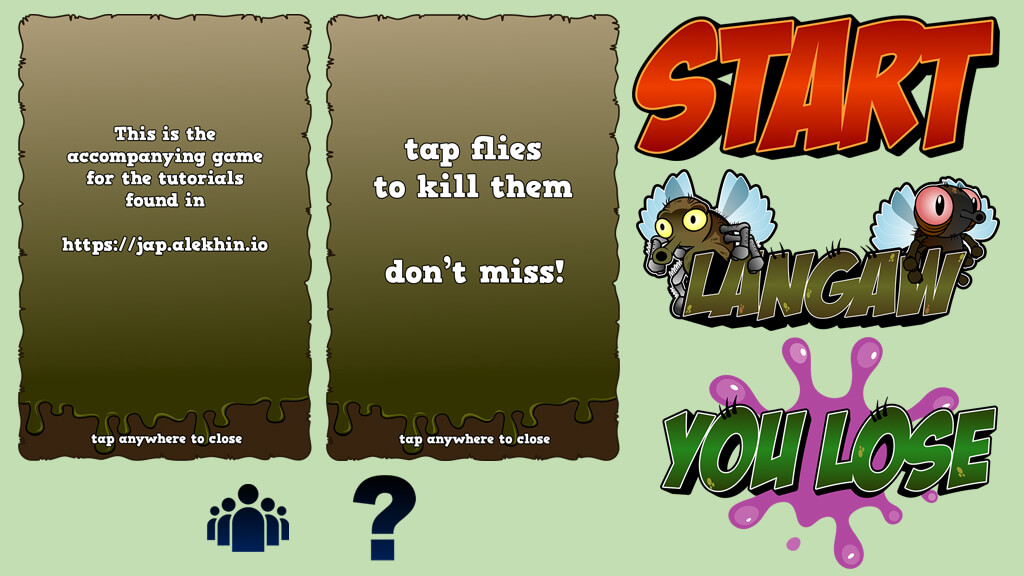 This is the
accompanying game
for the tutorials
found in
https://jap.alekhin.io
tap anywhere to close
tap flies
to kill them
don't miss!
tap anywhere to close
START
LANGAW
YOU LOSE
?